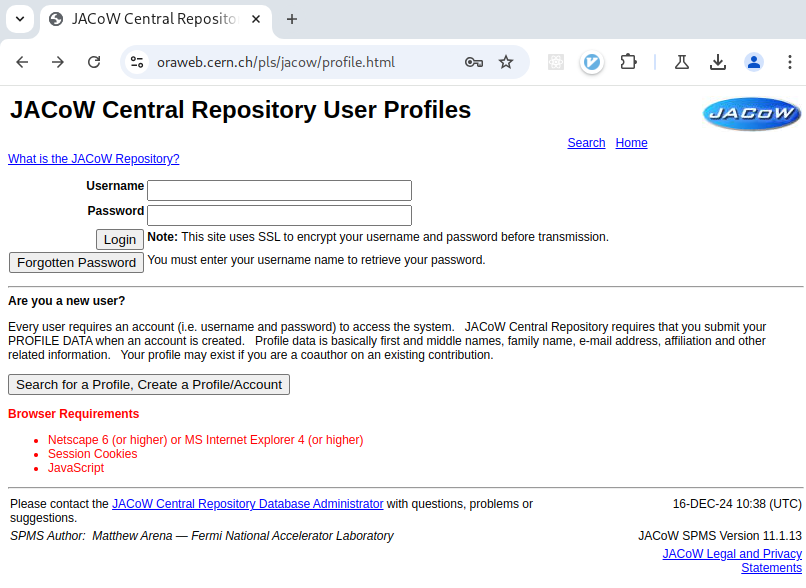 JACoW Central Reposito
oraweb.cern.ch/pls/jacow/profile.html
JACoW Central Repository User Profiles
JACoW
Search Home
What is the JACoW Repository?
Username
Password
Login Note: This site uses SSL to encrypt your username and password before transmission.
Forgotten Password You must enter your username name to retrieve your password.
Are you a new user?
Every user requires an account (i.e. username and password) to access the system. JACoW Central Repository requires that you submit your
PROFILE DATA when an account is created. Profile data is basically first and middle names, family name, e-mail address, affiliation and other
related information. Your profile may exist if you are a coauthor on an existing contribution.
Search for a Profile, Create a Profile/Account
Browser Requirements
• Netscape 6 (or higher) or MS Internet Explorer 4 (or higher)
• Session Cookies
• JavaScript
Please contact the JACoW Central Repository Database Administrator with questions, problems or
suggestions.
16-DEC-24 10:38 (UTC)
SPMS Author: Matthew Arena — Fermi National Accelerator Laboratory
JACoW SPMS Version 11.1.13
JACoW Legal and Privacy
Statements